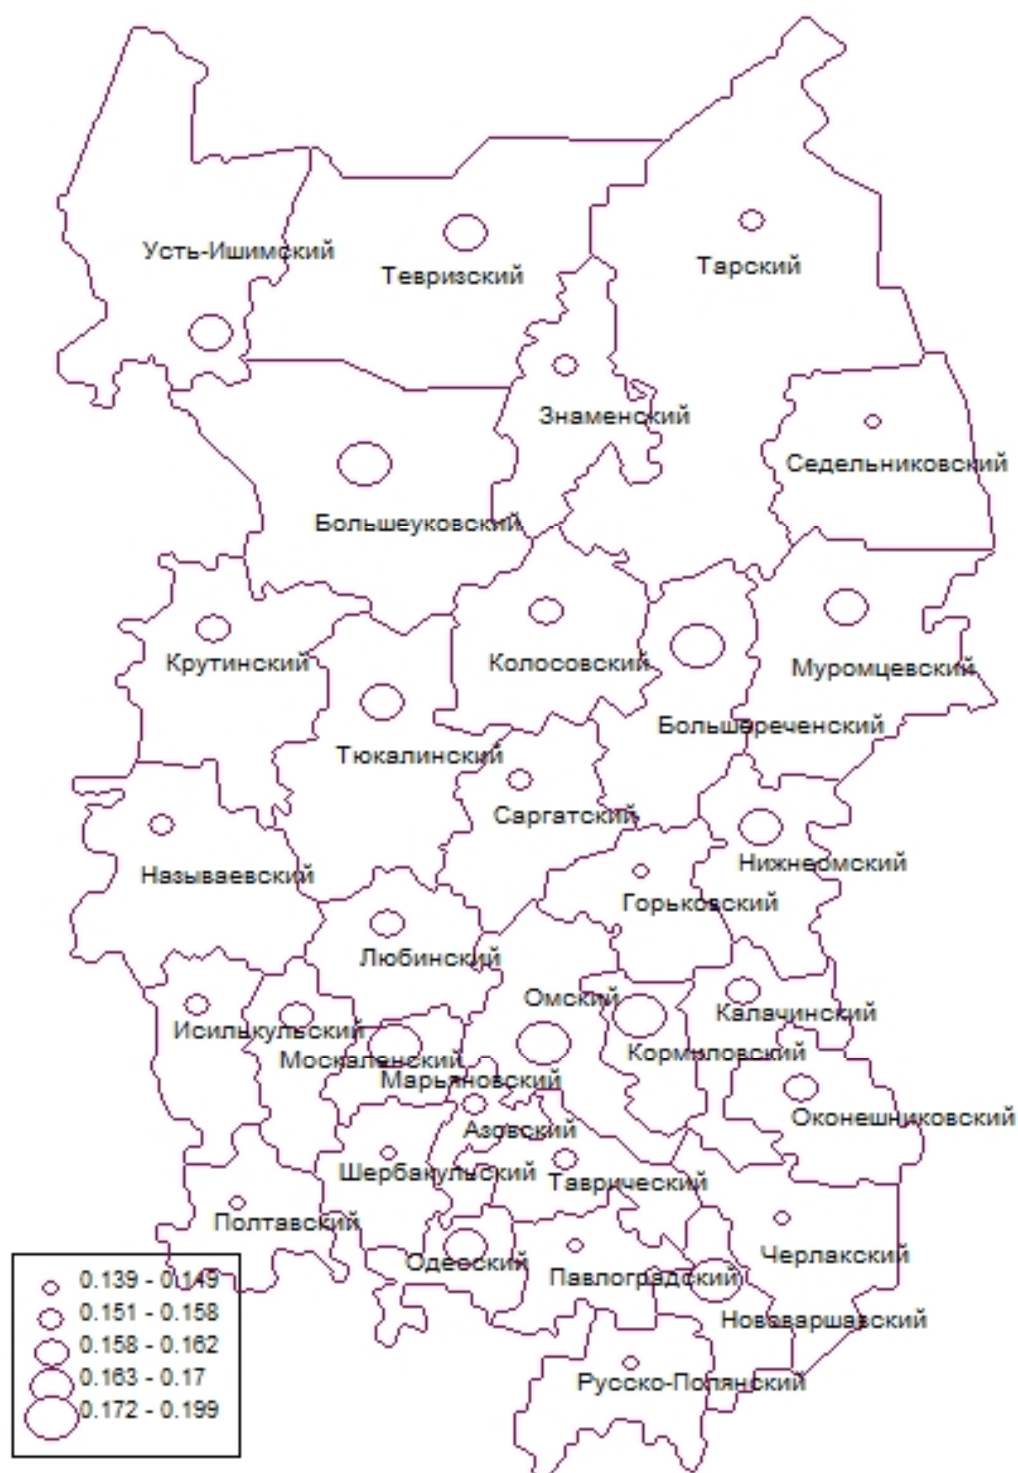 Усть-Ишимский
Тевризский
Тарский
Знаменский
Седельниковский
Большеуковский
Крутинский
Колосовский
Муромцевский
Большереченский
Тюкалинский
Саргатский
Называевский
Нижнеомский
Горьковский
Любинский
Омский
Калачинский
Исилькульский
Москаленский
Кормиловский
Марьяновский
Азовский
Оконешниковский
Шербакульский
Таврический
Полтавский
Одесский
Павлоградский
Черлакский
Нововаршавский
Русско-Полянский
0.139 - 0.149
0.151 - 0.158
0.158 - 0.162
0.163 - 0.17
0.172 - 0.199